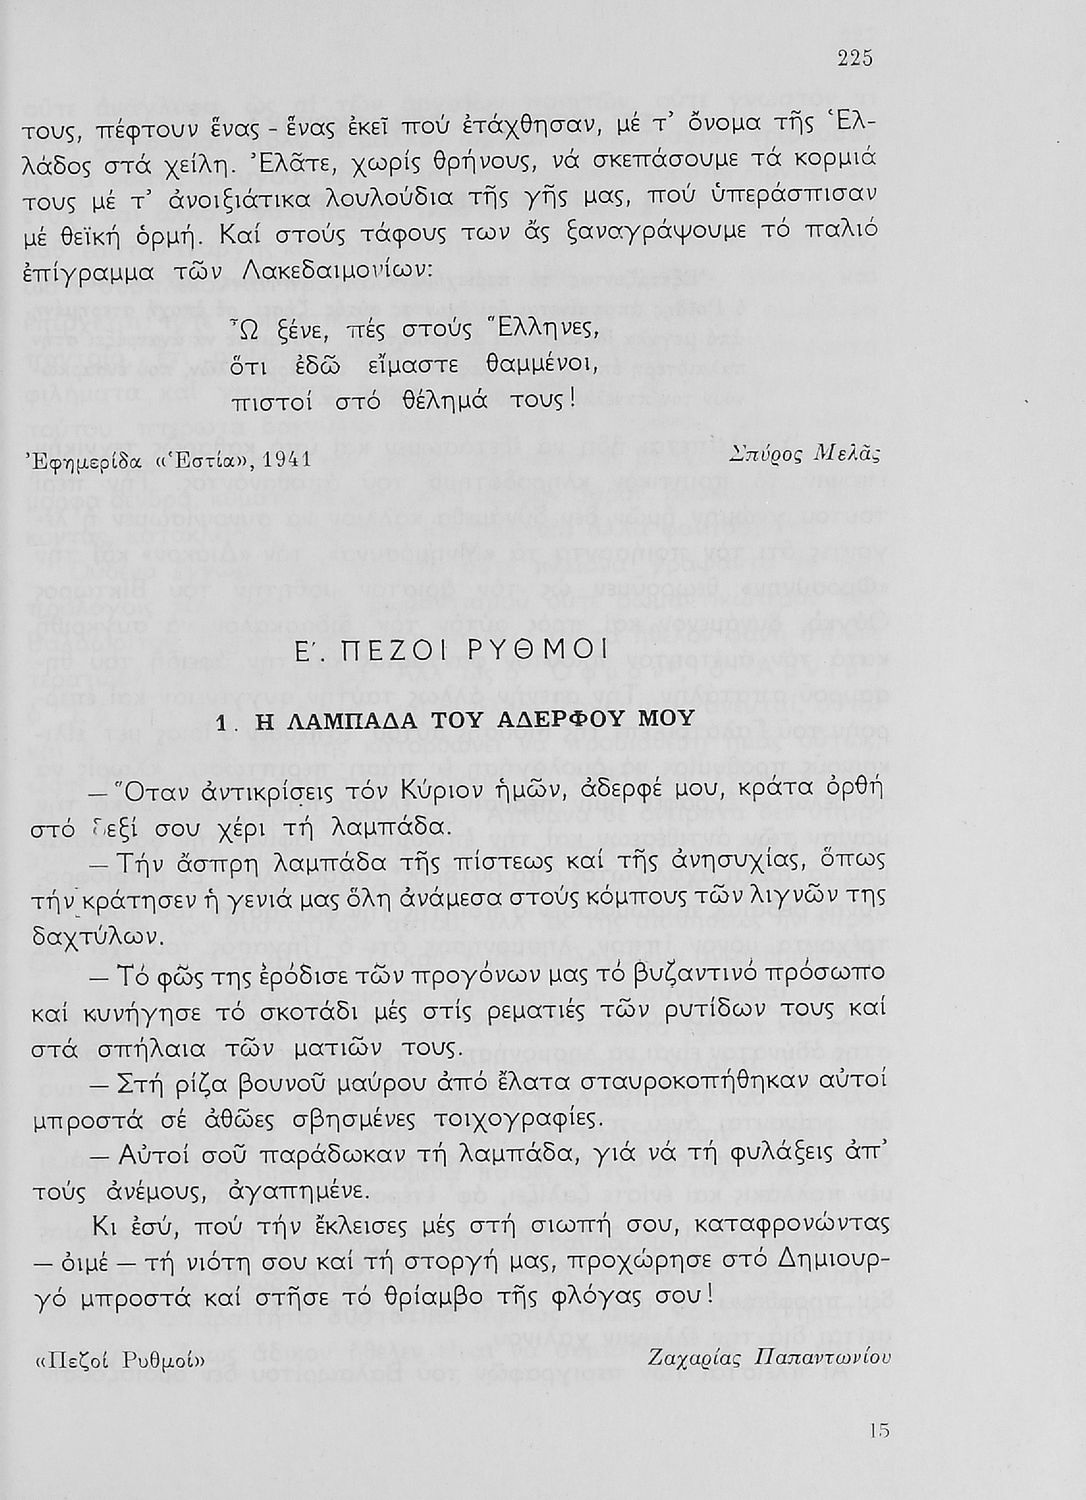 225
τους, πέφτουν ἕνας - ἕνας ἐκεῖ πού ἐτάχθησαν, μέ τ’ ὄνομα τῆς Ἑλ-
λάδος στά χείλη. Ἐλᾶτε, χωρίς θρήνους, νά σκεπάσουμε τά κορμιά
τους μέ τ’ ἀνοιξιάτικα λουλούδια τῆς γῆς μας, πού ὑπεράσπισαν
μέ θεϊκή ὁρμή. Καί στούς τάφους των ἄς ξαναγράψουμε τό παλιό
ἐπίγραμμα τῶν Λακεδαιμονίων:
Ὦ ξένε, πές στούς Ἕλληνες,
ὅτι ἐδῶ εἴμαστε θαμμένοι,
πιστοί στό θέλημά τους!
Ἐφημερίδα «Ἑστία», 1941 Σπύρος Μελᾶς
Ε΄. ΠΕΖΟΙ ΡΥΘΜΟΙ
1. Η ΛΑΜΠΑΔΑ ΤΟΥ ΑΔΕΡΦΟΥ ΜΟΥ
— Ὅταν ἀντικρίσεις τόν Κύριον ἡμῶν, ἀδερφέ μου, κράτα ὀρθή
στό δεξί σου χέρι τή λαμπάδα.
— Τήν ἄσπρη λαμπάδα τῆς πίστεως καί τῆς ἀνησυχίας, ὅπως
τήν κράτησεν ἡ γενιά μας ὅλη ἀνάμεσα στούς κόμπους τῶν λιγνῶν της
δαχτύλων.
— Τό φῶς της ἐρόδισε τῶν προγόνων μας τό βυζαντινό πρόσωπο
καί κυνήγησε τό σκοτάδι μές στίς ρεματιές τῶν ρυτίδων τους καί
στά σπήλαια τῶν ματιῶν τους.
— Στή ρίζα βουνοῦ μαύρου ἀπό ἔλατα σταυροκοπήθηκαν αὐτοί
μπροστά σέ ἀθῶες σβησμένες τοιχογραφίες.
— Αὐτοί σοῦ παράδωκαν τή λαμπάδα, γιά νά τή φυλάξεις ἀπ’
τούς ἀνέμους, ἀγαπημένε.
Κι ἐσύ, πού τήν ἔκλεισες μές στή σιωπή σου, καταφρονώντας
— ὀιμέ — τή νιότη σου καί τή στοργή μας, προχώρησε στό Δημιουρ-
γό μπροστά καί στῆσε τό θρίαμβο τῆς φλόγας σου!
«Πεζοί Ρυθμοί» Ζαχαρίας Παπαντωνίου
15